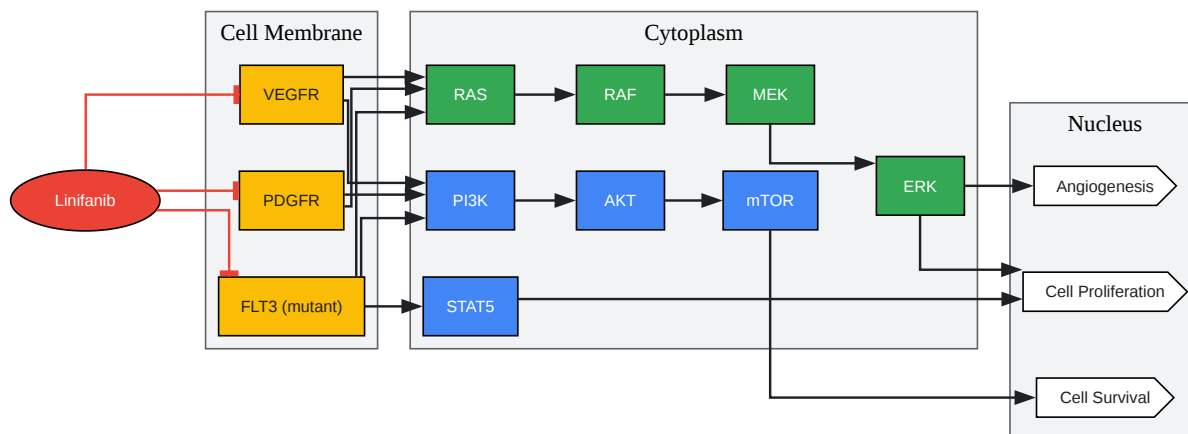 Cell Membrane
Cytoplasm
Nucleus
VEGFR
RAS
RAF
MEK
Linifanib
PDGFR
PI3K
AKT
mTOR
ERK
Angiogenesis
FLT3 (mutant)
STAT5
Cell Proliferation
Cell Survival